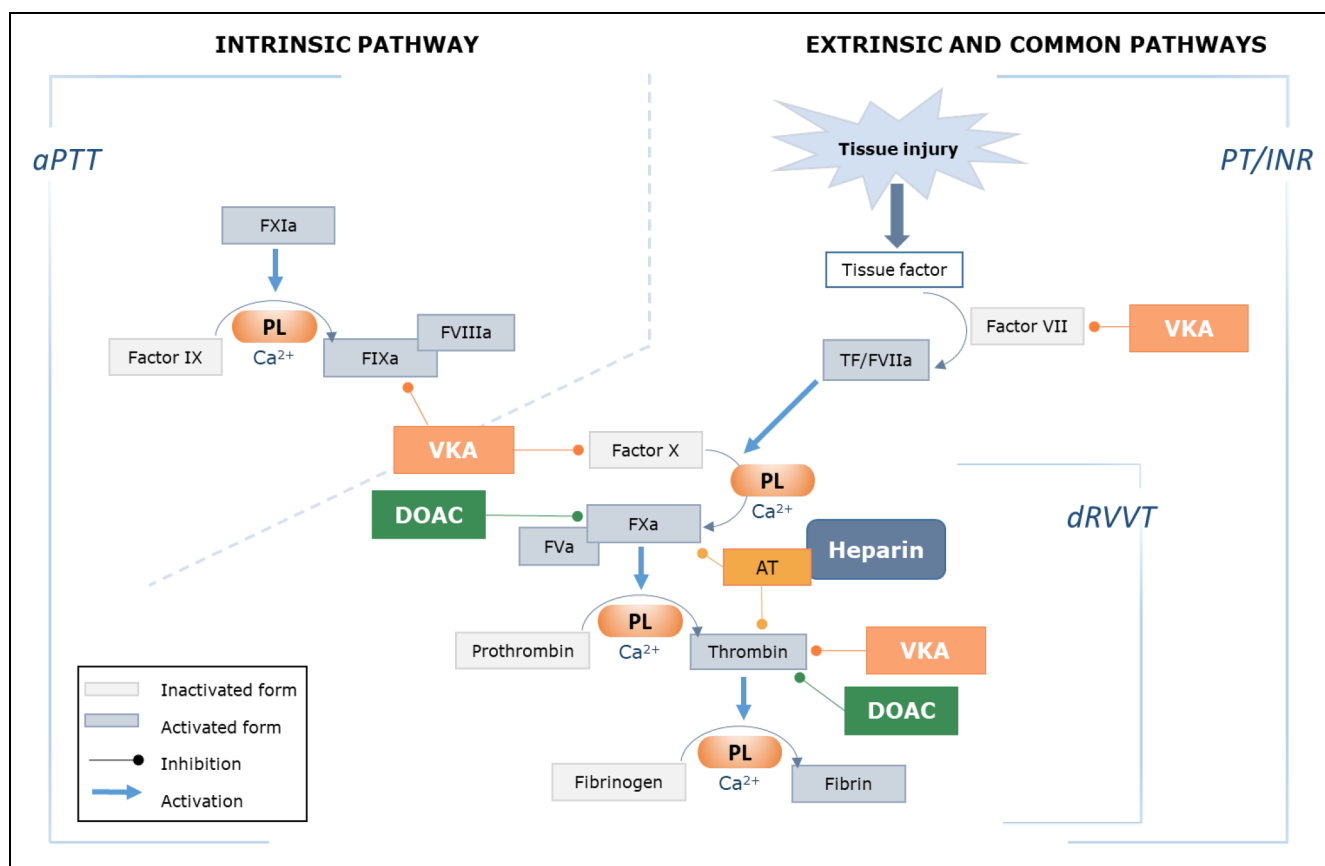 INTRINSIC PATHWAY
EXTRINSIC AND COMMON PATHWAYS
aPTT
PT/INR
Tissue injury
FXIa
Tissue factor
PL
Ca²⁺
Factor IX
FIXa
FVIIIa
Factor VII
VKA
TF/FVIIa
VKA
Factor X
PL
Ca²⁺
dRVVT
DOAC
FXa
FVa
AT
Heparin
PL
Ca²⁺
Prothrombin
Thrombin
VKA
DOAC
PL
Ca²⁺
Fibrinogen
Fibrin
Inactivated form
Activated form
Inhibition
Activation